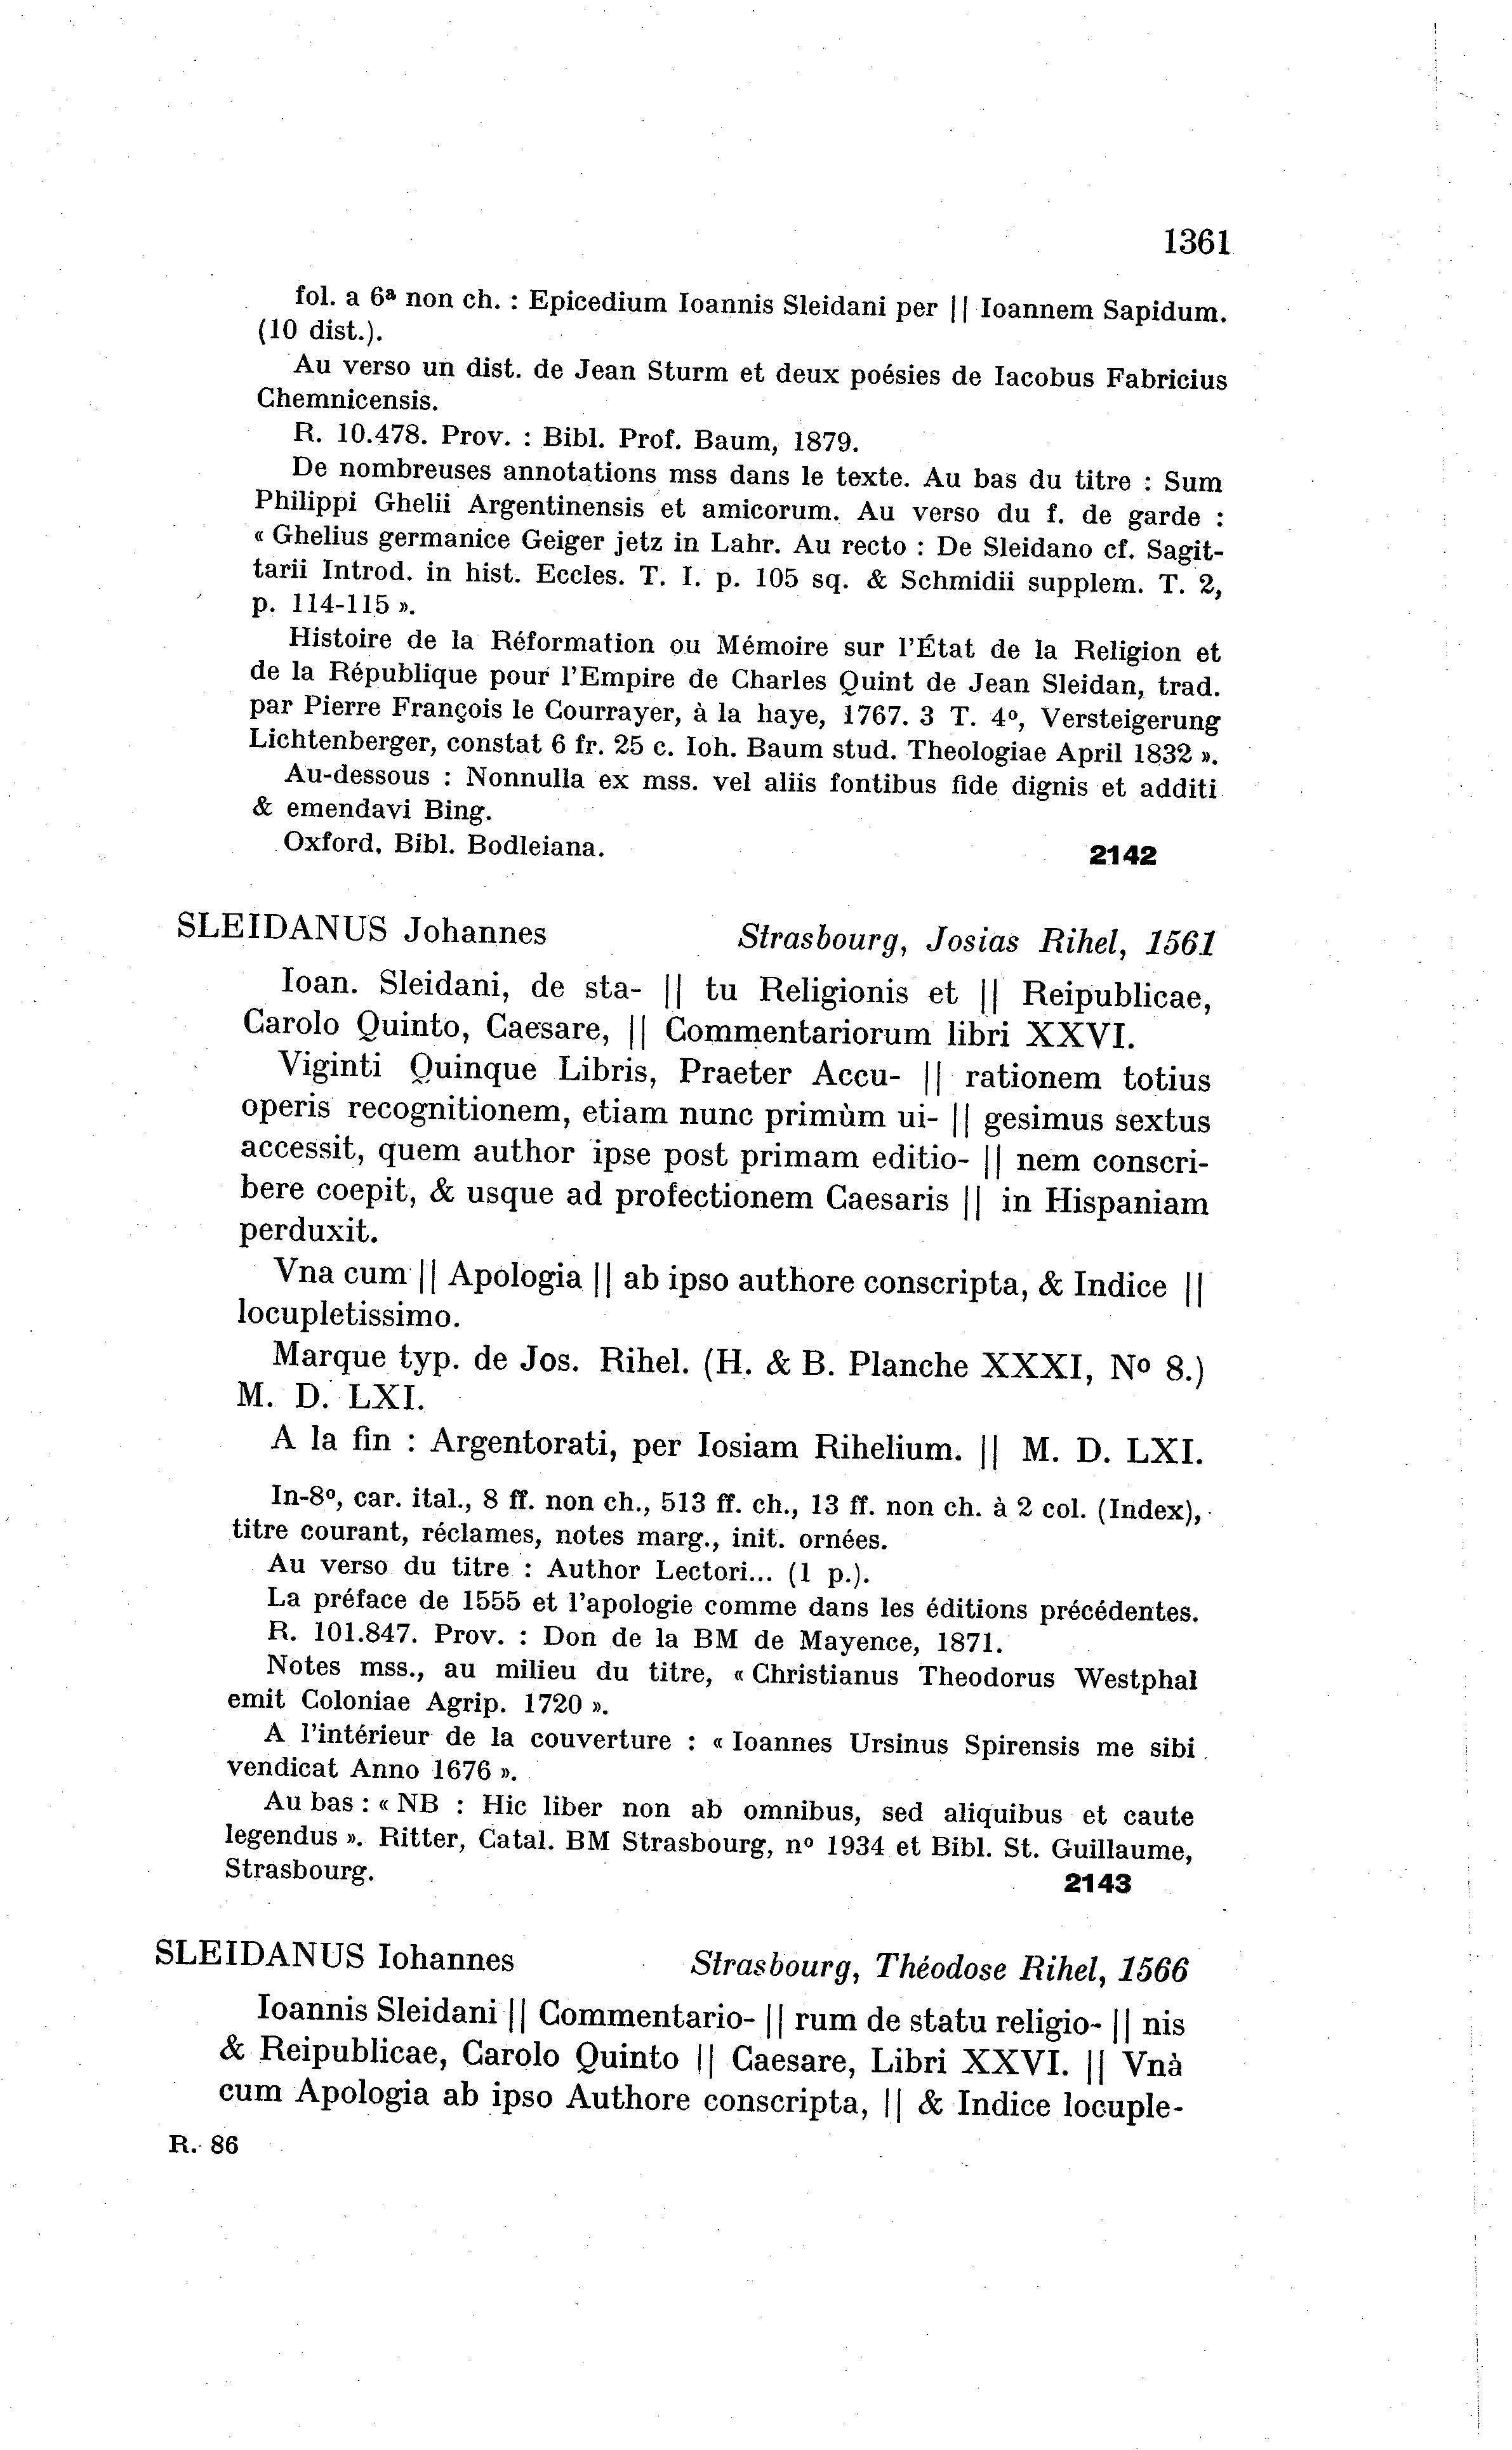 1361
fol. a 6ª non ch. : Epicedium Ioannis Sleidani per || Ioannem Sapidum.
(10 dist.).
Au verso un dist. de Jean Sturm et deux poésies de Iacobus Fabricius
Chemnicensis.
R. 10.478. Prov. : Bibl. Prof. Baum, 1879.
De nombreuses annotations mss dans le texte. Au bas du titre : Sum
Philippi Ghelii Argentinensis et amicorum. Au verso du f. de garde :
« Ghelius germanice Geiger jetz in Lahr. Au recto : De Sleidano cf. Sagit-
tarii Introd. in hist. Eccles. T. I. p. 105 sq. & Schmidii supplem. T. 2,
p. 114-115 ».
Histoire de la Réformation ou Mémoire sur l'État de la Religion et
de la République pour l'Empire de Charles Quint de Jean Sleidan, trad.
par Pierre François le Courrayer, à la haye, 1767. 3 T. 4º, Versteigerung
Lichtenberger, constat 6 fr. 25 c. Ioh. Baum stud. Theologiae April 1832 ».
Au-dessous : Nonnulla ex mss. vel aliis fontibus fide dignis et additi
& emendavi Bing.
Oxford, Bibl. Bodleiana. 2142
SLEIDANUS Johannes Strasbourg, Josias Rihel, 1561
Ioan. Sleidani, de sta- || tu Religionis et || Reipublicae,
Carolo Quinto, Caesare, || Commentariorum libri XXVI.
Viginti Quinque Libris, Praeter Accu- || rationem totius
operis recognitionem, etiam nunc primùm ui- || gesimus sextus
accessit, quem author ipse post primam editio- || nem conscri-
bere coepit, & usque ad profectionem Caesaris || in Hispaniam
perduxit.
Vna cum || Apologia || ab ipso authore conscripta, & Indice ||
locupletissimo.
Marque typ. de Jos. Rihel. (H. & B. Planche XXXI, Nº 8.)
M. D. LXI.
A la fin : Argentorati, per Iosiam Rihelium. || M. D. LXI.
In-8º, car. ital., 8 ff. non ch., 513 ff. ch., 13 ff. non ch. à 2 col. (Index),
titre courant, réclames, notes marg., init. ornées.
Au verso du titre : Author Lectori... (1 p.).
La préface de 1555 et l'apologie comme dans les éditions précédentes.
R. 101.847. Prov. : Don de la BM de Mayence, 1871.
Notes mss., au milieu du titre, « Christianus Theodorus Westphal
emit Coloniae Agrip. 1720 ».
A l'intérieur de la couverture : « Ioannes Ursinus Spirensis me sibi
vendicat Anno 1676 ».
Au bas : « NB : Hic liber non ab omnibus, sed aliquibus et caute
legendus ». Ritter, Catal. BM Strasbourg, nº 1934 et Bibl. St. Guillaume,
Strasbourg. 2143
SLEIDANUS Iohannes Strasbourg, Théodose Rihel, 1566
Ioannis Sleidani || Commentario- || rum de statu religio- || nis
& Reipublicae, Carolo Quinto || Caesare, Libri XXVI. || Vnà
cum Apologia ab ipso Authore conscripta, || & Indice locuple-
R. 86